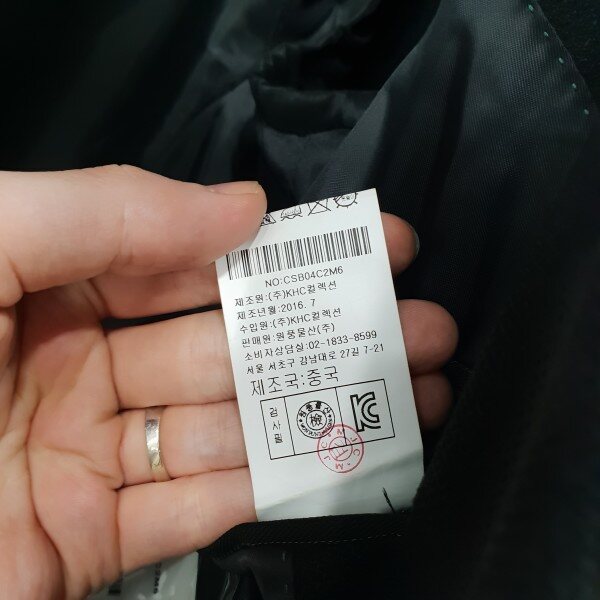 NO:CSB04C2M6
제조원:(주)KHC컬렉션
제조년월:2016. 7
수입원:(주)KHC컬렉션
판매원:원풍물산(주)
소비자상담실:02-1833-8599
서울 서초구 강남대로 27길 7-21
제조국:중국
검사필
檢
KC